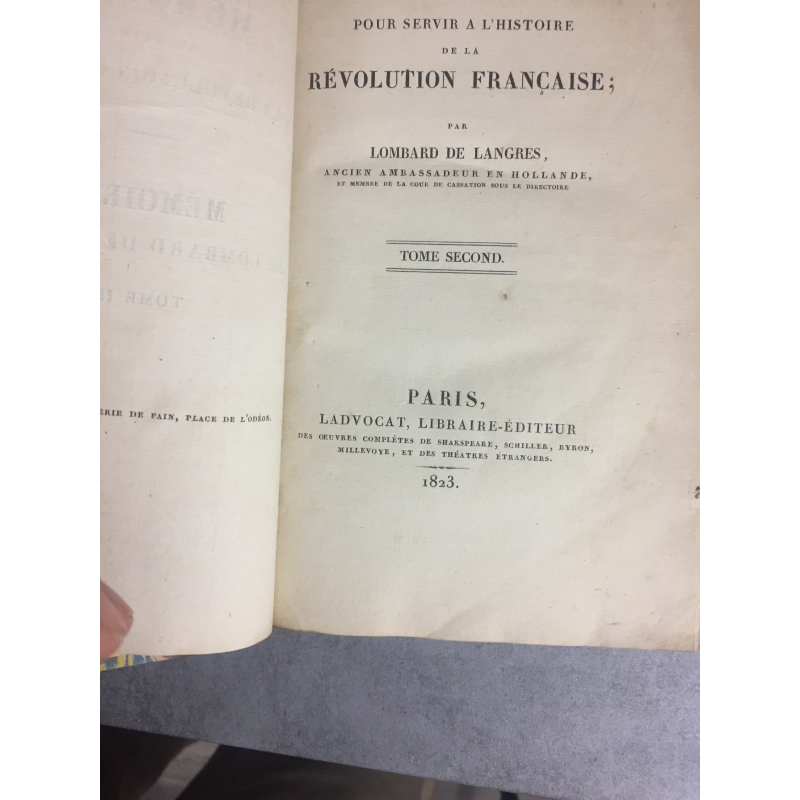 ERIE DE FAIN, PLACE DE L'ODÉON.
POUR SERVIR A L'HISTOIRE
DE LA
RÉVOLUTION FRANÇAISE;
PAR
LOMBARD DE LANGRES,
ANCIEN AMBASSADEUR EN HOLLANDE,
ET MEMBRE DE LA COUR DE CASSATION SOUS LE DIRECTOIRE
TOME SECOND.
PARIS,
LADVOCAT, LIBRAIRE-ÉDITEUR
DES ŒUVRES COMPLÈTES DE SHAKSPEARE, SCHILLER, BYRON,
MILLEVOYE, ET DES THÉATRES ÉTRANGERS.
1823.